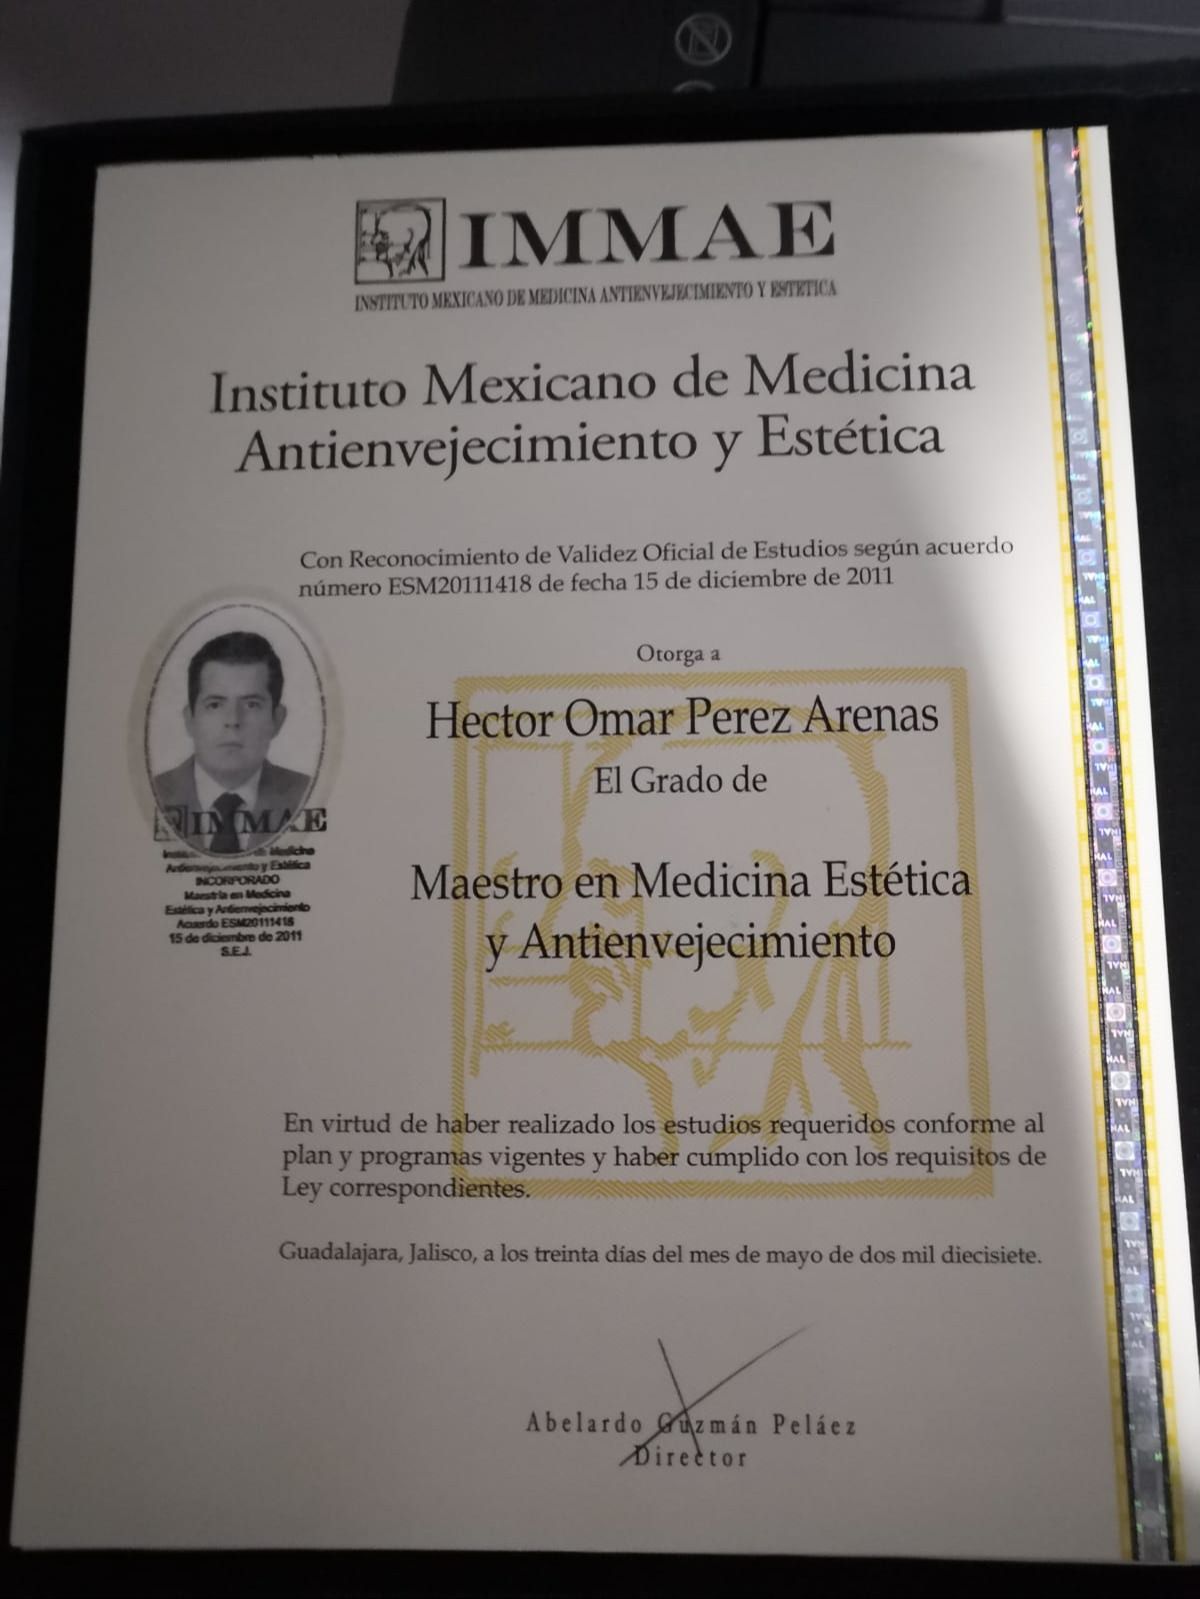 IMMAE
INSTITUTO MEXICANO DE MEDICINA ANTIENVEJECIMIENTO Y ESTETICA
Instituto Mexicano de Medicina
Antienvejecimiento y Estética
Con Reconocimiento de Validez Oficial de Estudios según acuerdo
número ESM20111418 de fecha 15 de diciembre de 2011
Otorga a
Hector Omar Perez Arenas
El Grado de
Maestro en Medicina Estética
y Antienvejecimiento
IMMAE
de Medicina
Antienvejecimiento y Estética
INCORPORADO
Maestría en Medicina
Estética y Antienvejecimiento
Acuerdo ESM20111418
15 de diciembre de 2011
S.E.J.
En virtud de haber realizado los estudios requeridos conforme al
plan y programas vigentes y haber cumplido con los requisitos de
Ley correspondientes.
Guadalajara, Jalisco, a los treinta días del mes de mayo de dos mil diecisiete.
Abelardo Guzmán Peláez
Director